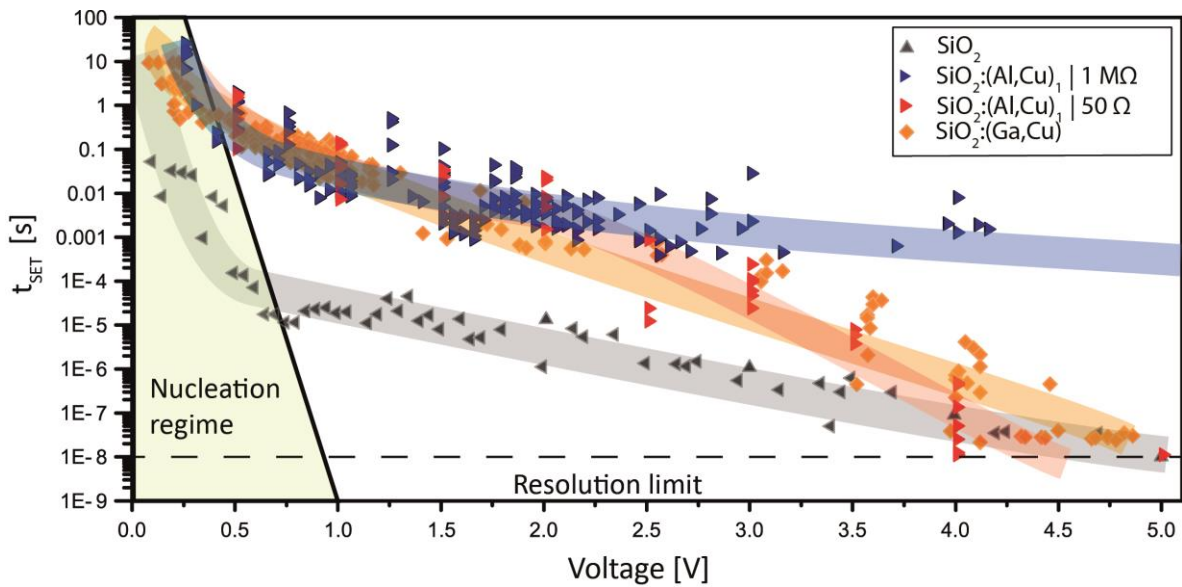 100
10
1
0.1
0.01
0.001
1E-4
1E-5
1E-6
1E-7
1E-8
1E-9
t_SET [s]
SiO₂
SiO₂:(Al,Cu)₁ | 1 MΩ
SiO₂:(Al,Cu)₁ | 50 Ω
SiO₂:(Ga,Cu)
Nucleation
regime
Resolution limit
0.0 0.5 1.0 1.5 2.0 2.5 3.0 3.5 4.0 4.5 5.0
Voltage [V]